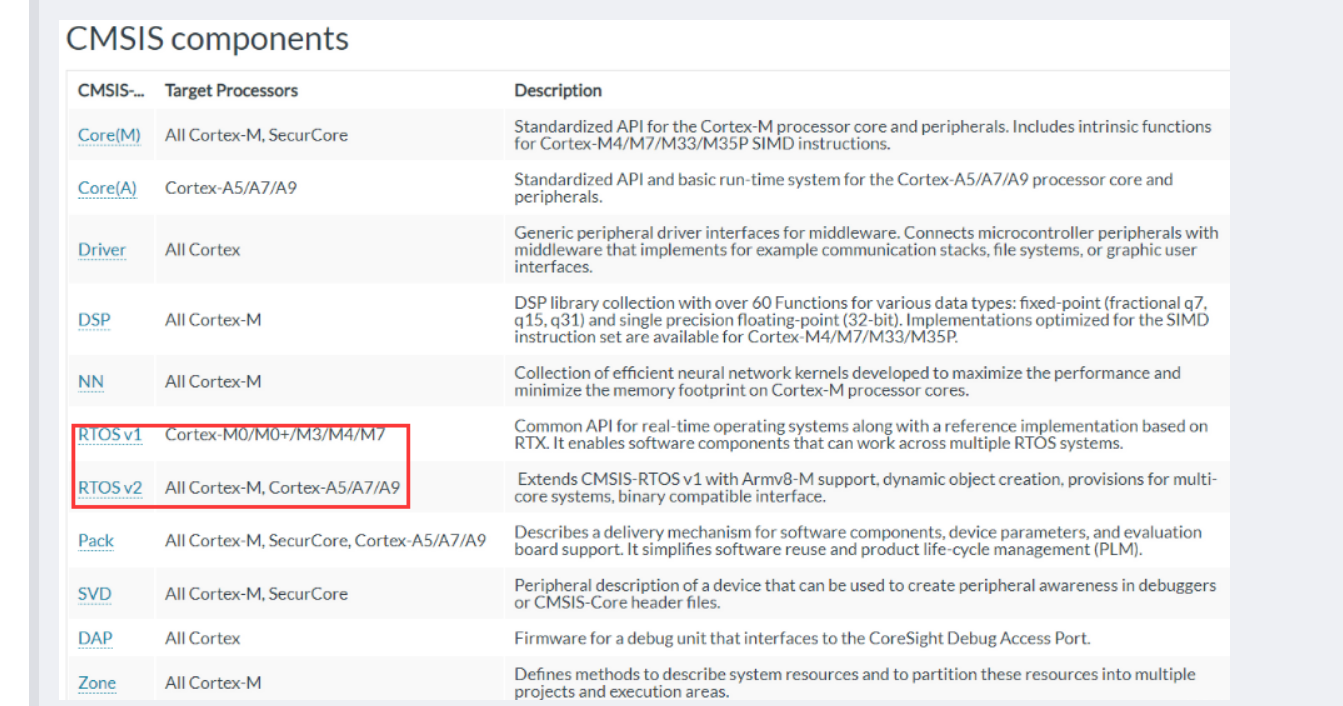 CMSIS components
CMSIS-... Target Processors Description
Core(M) All Cortex-M, SecurCore Standardized API for the Cortex-M processor core and peripherals. Includes intrinsic functions
for Cortex-M4/M7/M33/M35P SIMD instructions.
Core(A) Cortex-A5/A7/A9 Standardized API and basic run-time system for the Cortex-A5/A7/A9 processor core and
peripherals.
Driver All Cortex Generic peripheral driver interfaces for middleware. Connects microcontroller peripherals with
middleware that implements for example communication stacks, file systems, or graphic user
interfaces.
DSP All Cortex-M DSP library collection with over 60 Functions for various data types: fixed-point (fractional q7,
q15, q31) and single precision floating-point (32-bit). Implementations optimized for the SIMD
instruction set are available for Cortex-M4/M7/M33/M35P.
NN All Cortex-M Collection of efficient neural network kernels developed to maximize the performance and
minimize the memory footprint on Cortex-M processor cores.
RTOS v1 Cortex-M0/M0+/M3/M4/M7 Common API for real-time operating systems along with a reference implementation based on
RTX. It enables software components that can work across multiple RTOS systems.
RTOS v2 All Cortex-M, Cortex-A5/A7/A9 Extends CMSIS-RTOS v1 with Armv8-M support, dynamic object creation, provisions for multi-
core systems, binary compatible interface.
Pack All Cortex-M, SecurCore, Cortex-A5/A7/A9 Describes a delivery mechanism for software components, device parameters, and evaluation
board support. It simplifies software reuse and product life-cycle management (PLM).
SVD All Cortex-M, SecurCore Peripheral description of a device that can be used to create peripheral awareness in debuggers
or CMSIS-Core header files.
DAP All Cortex Firmware for a debug unit that interfaces to the CoreSight Debug Access Port.
Zone All Cortex-M Defines methods to describe system resources and to partition these resources into multiple
projects and execution areas.